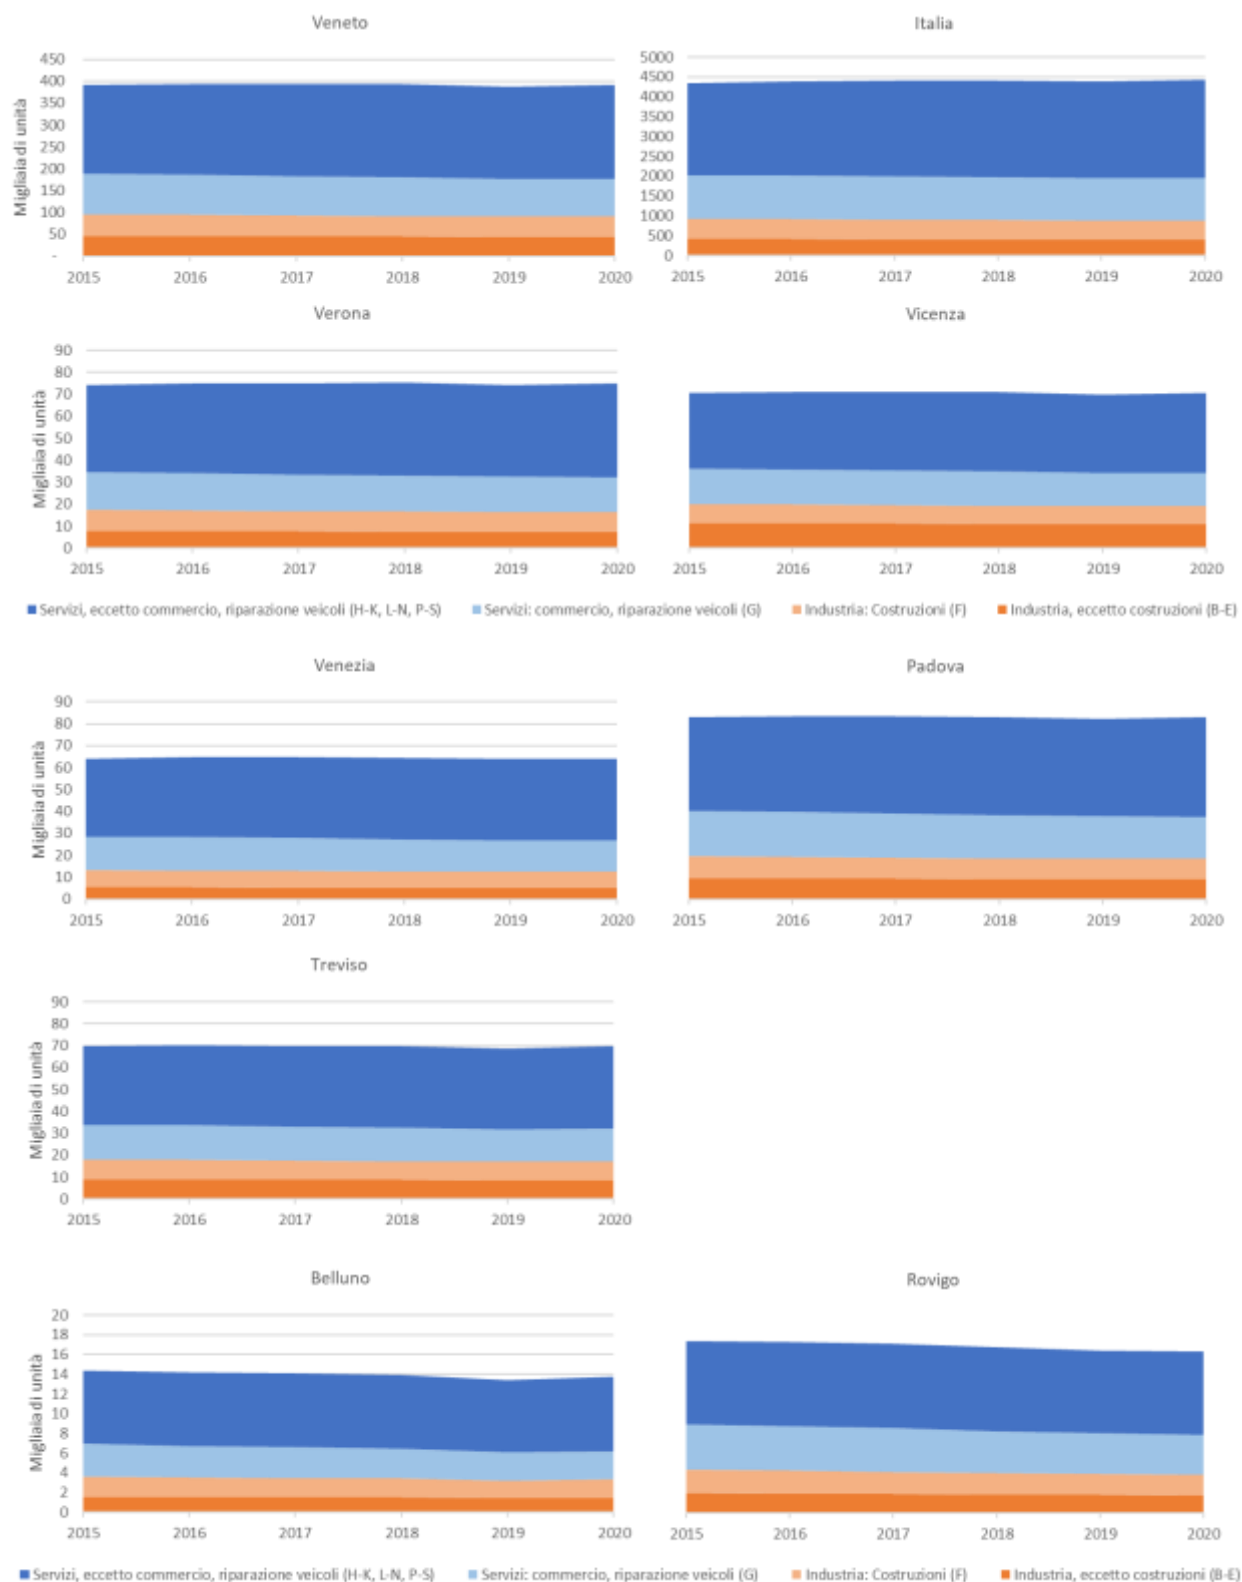 Veneto
Migliaia di unità
450
400
350
300
250
200
150
100
50
-
2015 2016 2017 2018 2019 2020
Italia
5000
4500
4000
3500
3000
2500
2000
1500
1000
500
0
2015 2016 2017 2018 2019 2020
Verona
Migliaia di unità
90
80
70
60
50
40
30
20
10
0
2015 2016 2017 2018 2019 2020
Vicenza
2015 2016 2017 2018 2019 2020
Servizi, eccetto commercio, riparazione veicoli (H-K, L-N, P-S) Servizi: commercio, riparazione veicoli (G) Industria: Costruzioni (F) Industria, eccetto costruzioni (B-E)
Venezia
Migliaia di unità
90
80
70
60
50
40
30
20
10
0
2015 2016 2017 2018 2019 2020
Padova
2015 2016 2017 2018 2019 2020
Treviso
Migliaia di unità
90
80
70
60
50
40
30
20
10
0
2015 2016 2017 2018 2019 2020
Belluno
Migliaia di unità
20
18
16
14
12
10
8
6
4
2
0
2015 2016 2017 2018 2019 2020
Rovigo
2015 2016 2017 2018 2019 2020
Servizi, eccetto commercio, riparazione veicoli (H-K, L-N, P-S) Servizi: commercio, riparazione veicoli (G) Industria: Costruzioni (F) Industria, eccetto costruzioni (B-E)